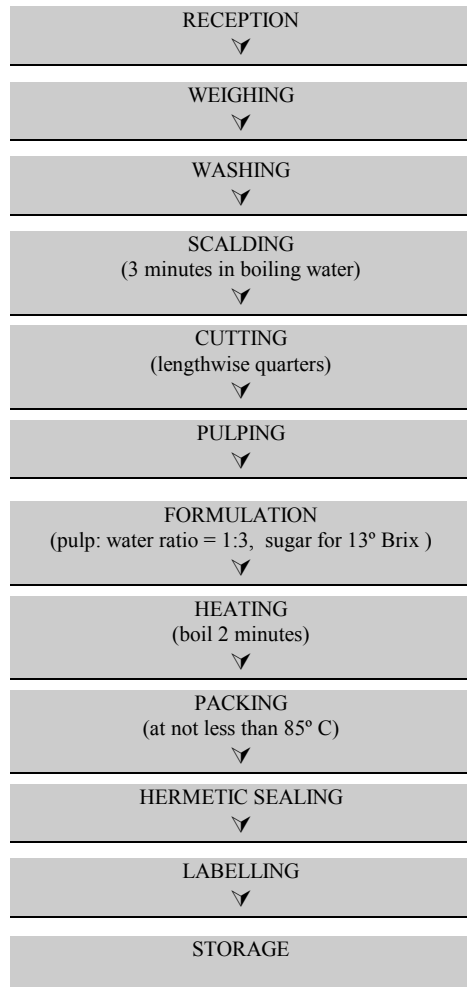 RECEPTION
WEIGHING
WASHING
SCALDING
(3 minutes in boiling water)
CUTTING
(lengthwise quarters)
PULPING
FORMULATION
(pulp: water ratio = 1:3,  sugar for 13º Brix )
HEATING
(boil 2 minutes)
PACKING
(at not less than 85º C)
HERMETIC SEALING
LABELLING
STORAGE